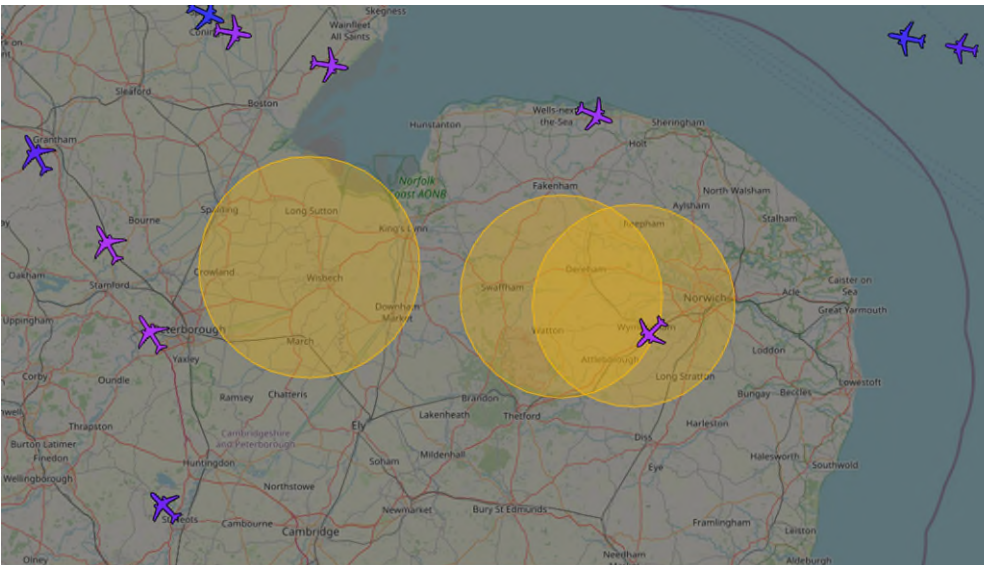 Skegness
Wainfleet
All Saints
Sleaford
Boston
Grantham
Hunstanton
Wells-next
the-Sea
Sheringham
Holt
Norfolk
Coast AONB
Fakenham
North Walsham
Aylsham
Bourne
Spalding
Long Sutton
King's Lynn
Reepham
Stalham
Oakham
Stamford
Crowland
Wisbech
Dereham
Swaffham
Norwich
Acle
Caister on
Sea
Great Yarmouth
Uppingham
Downham
Market
Peterborough
March
Watton
Yaxley
Attleborough
Loddon
Corby
Oundle
Long Stratton
Lowestoft
Ramsey
Chatteris
Brandon
Bungay
Beccles
Lakenheath
Thetford
Thrapston
Ely
Harleston
Cambridgeshire
and Peterborough
Diss
Burton Latimer
Finedon
Wellingborough
Huntingdon
Soham
Mildenhall
Eye
Halesworth
Southwold
Northstowe
Newmarket
Bury St Edmunds
Cambourne
Cambridge
Framlingham
Leiston
Olney
Needham
Aldeburgh